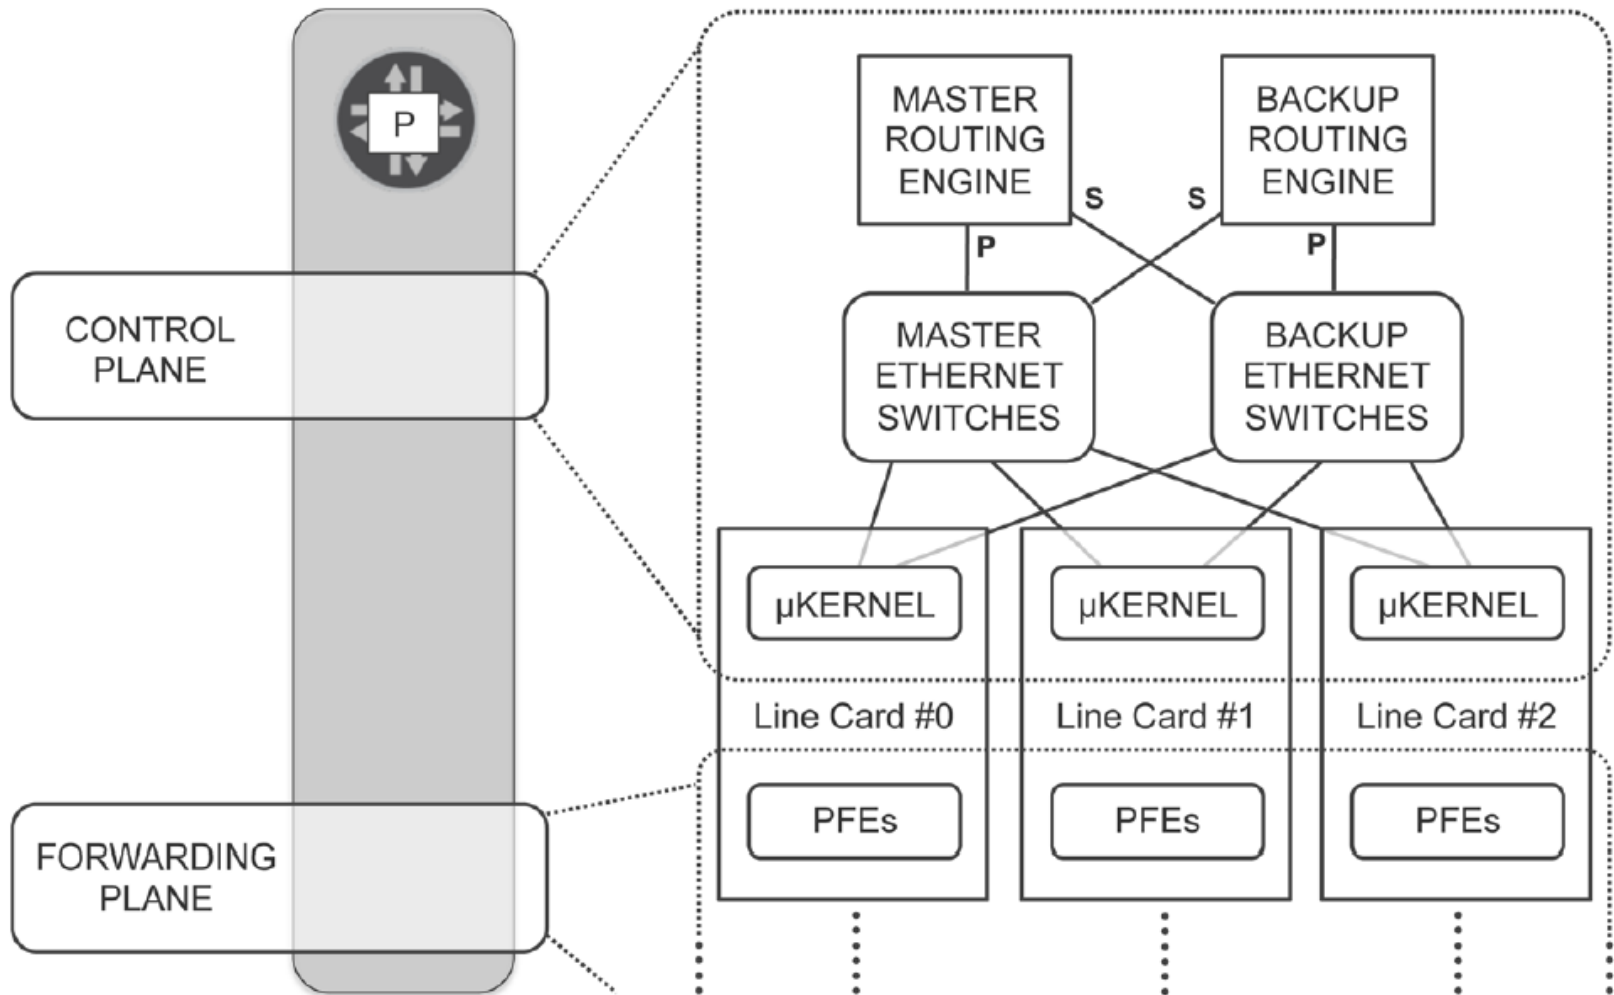 P
CONTROL
PLANE
FORWARDING
PLANE
MASTER
ROUTING
ENGINE
BACKUP
ROUTING
ENGINE
S
S
P
P
MASTER
ETHERNET
SWITCHES
BACKUP
ETHERNET
SWITCHES
µKERNEL
µKERNEL
µKERNEL
Line Card #0
Line Card #1
Line Card #2
PFEs
PFEs
PFEs